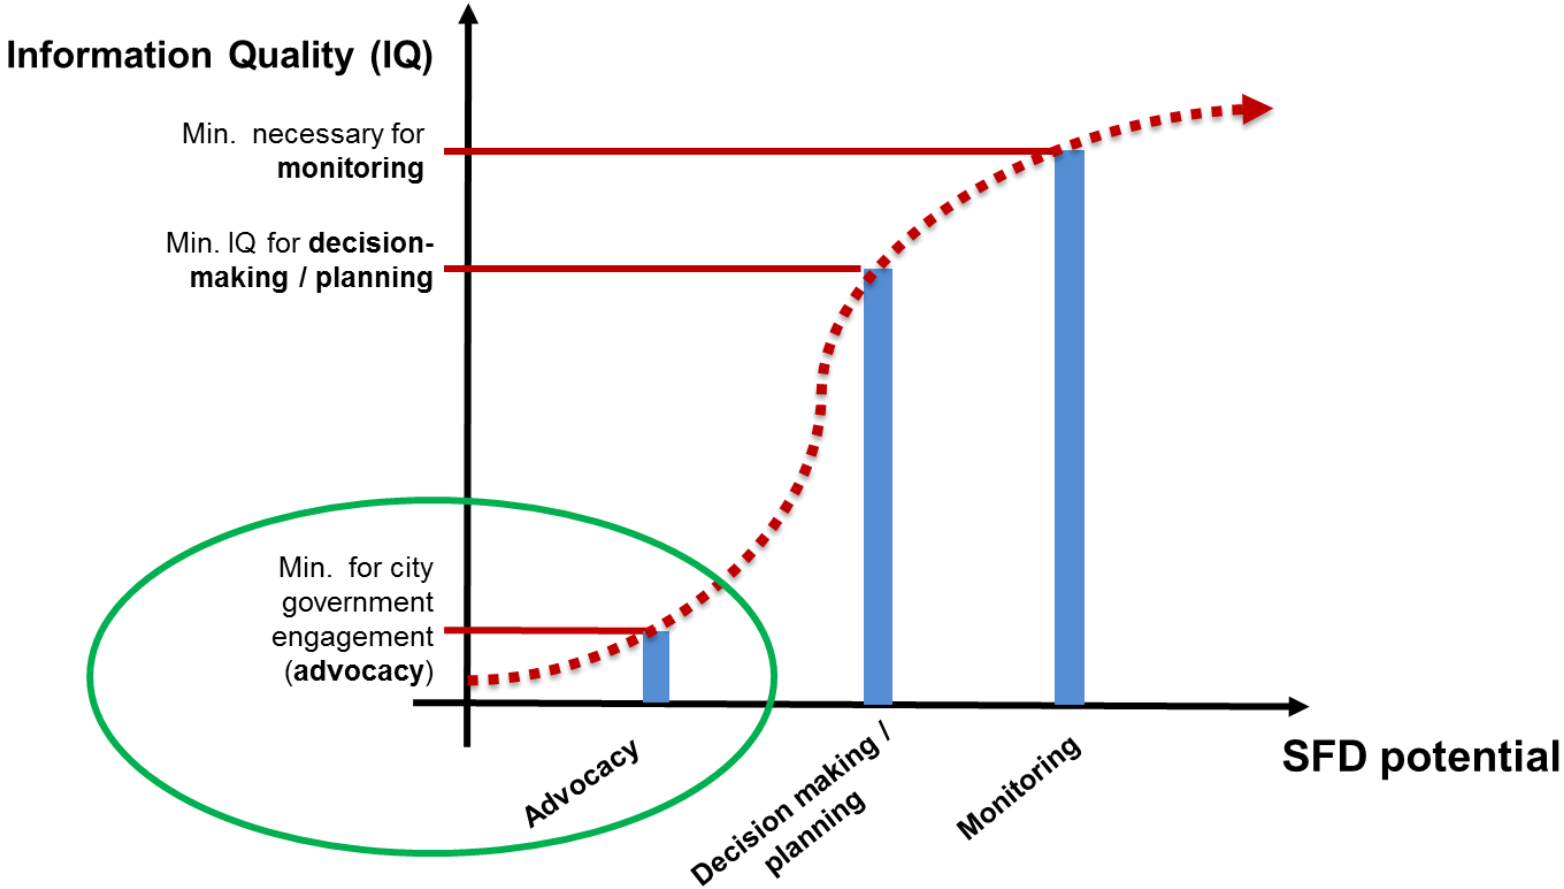 Information Quality (IQ)
Min. necessary for
monitoring
Min. IQ for decision-
making / planning
Min. for city
government
engagement
(advocacy)
SFD potential
Advocacy
Decision making /
planning
Monitoring